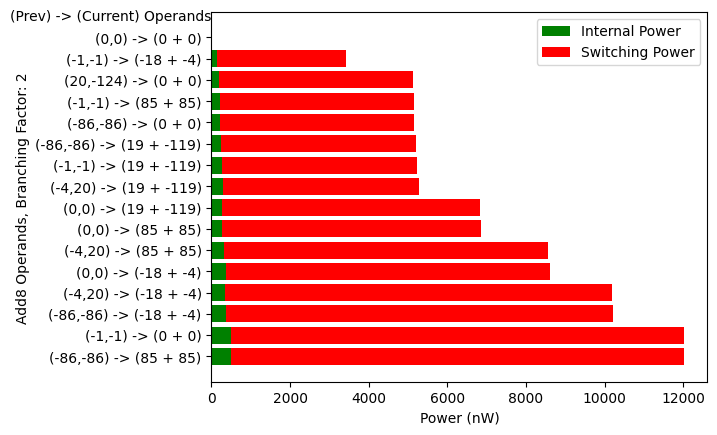 (Prev) -> (Current) Operands
(0,0) -> (0 + 0)
(-1,-1) -> (-18 + -4)
(20,-124) -> (0 + 0)
(-1,-1) -> (85 + 85)
(-86,-86) -> (0 + 0)
(-86,-86) -> (19 + -119)
(-1,-1) -> (19 + -119)
(-4,20) -> (19 + -119)
(0,0) -> (19 + -119)
(0,0) -> (85 + 85)
(-4,20) -> (85 + 85)
(0,0) -> (-18 + -4)
(-4,20) -> (-18 + -4)
(-86,-86) -> (-18 + -4)
(-1,-1) -> (0 + 0)
(-86,-86) -> (85 + 85)
Add8 Operands, Branching Factor: 2
Internal Power
Switching Power
0 2000 4000 6000 8000 10000 12000
Power (nW)